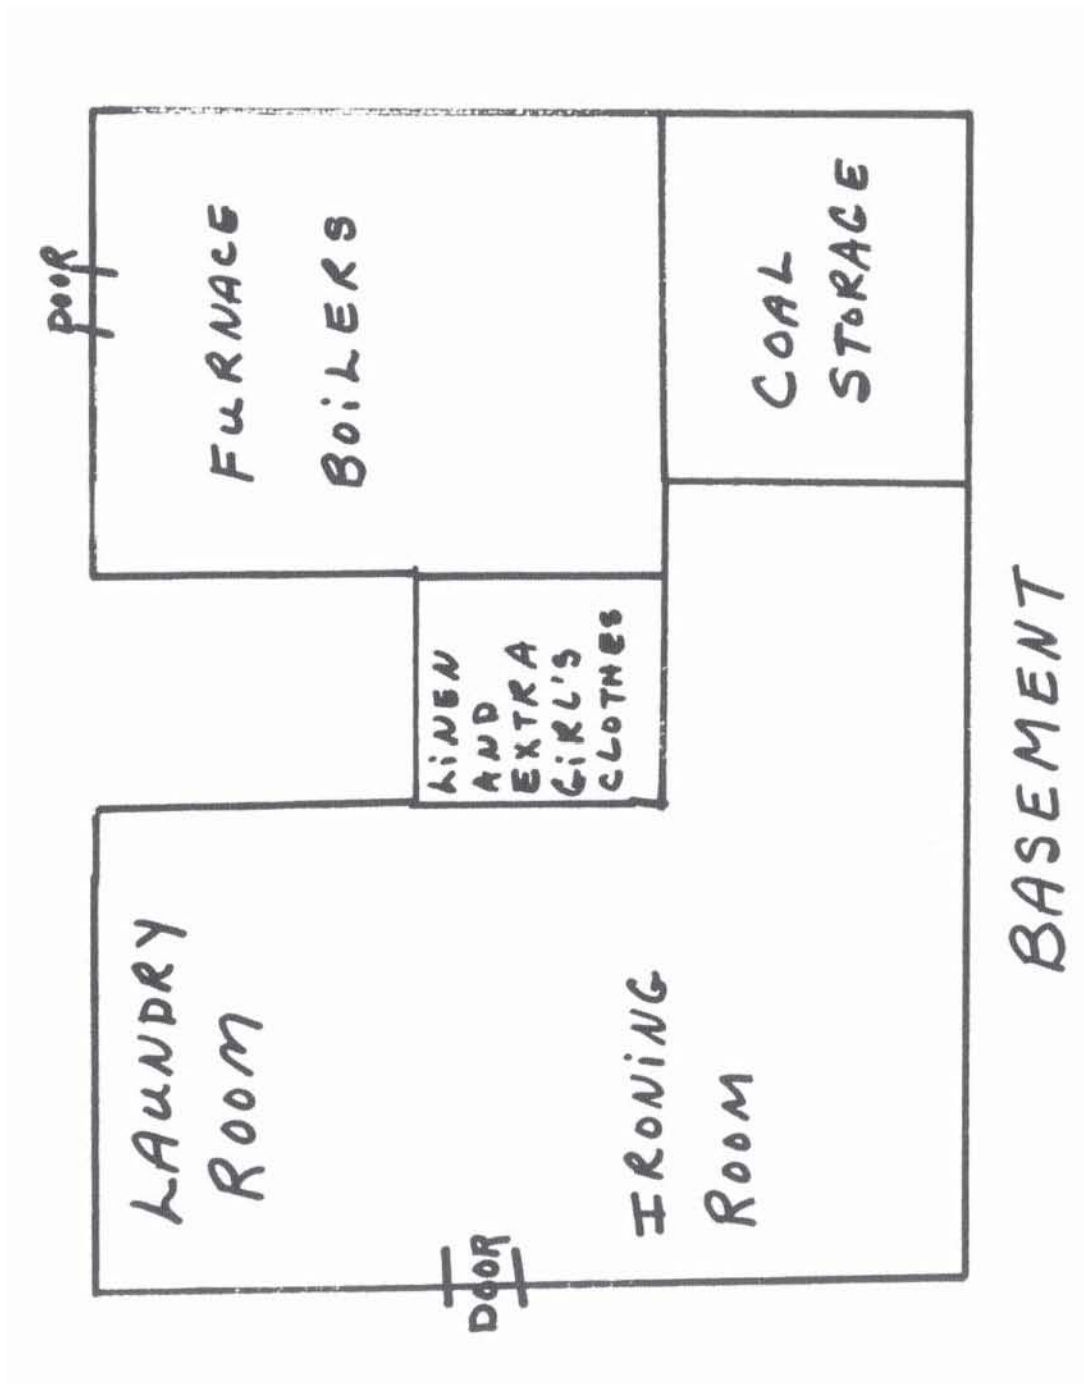 DOOR
FURNACE
BOILERS
COAL
STORAGE
LINEN
AND
EXTRA
GIRL'S
CLOTHES
LAUNDRY
ROOM
IRONING
ROOM
DOOR
BASEMENT